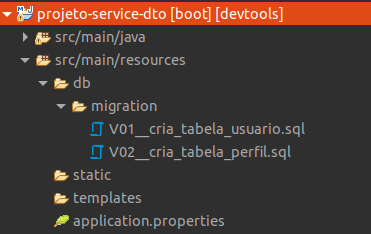 projeto-service-dto [boot] [devtools]
src/main/java
src/main/resources
db
migration
V01__cria_tabela_usuario.sql
V02__cria_tabela_perfil.sql
static
templates
application.properties